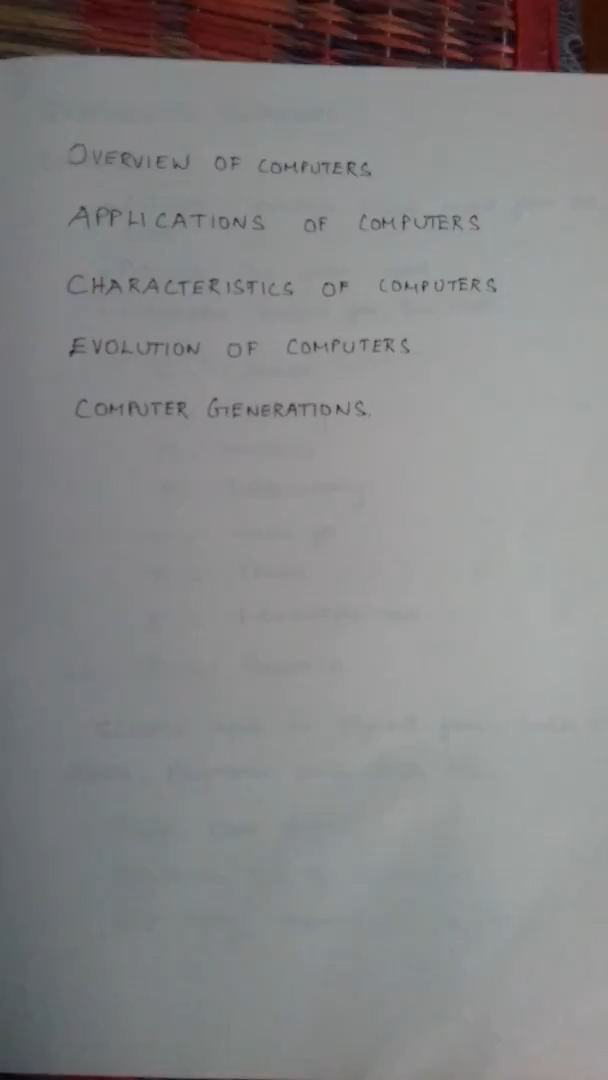 OVERVIEW OF COMPUTERS
APPLICATIONS OF COMPUTERS
CHARACTERISTICS OF COMPUTERS
EVOLUTION OF COMPUTERS
COMPUTER GENERATIONS.